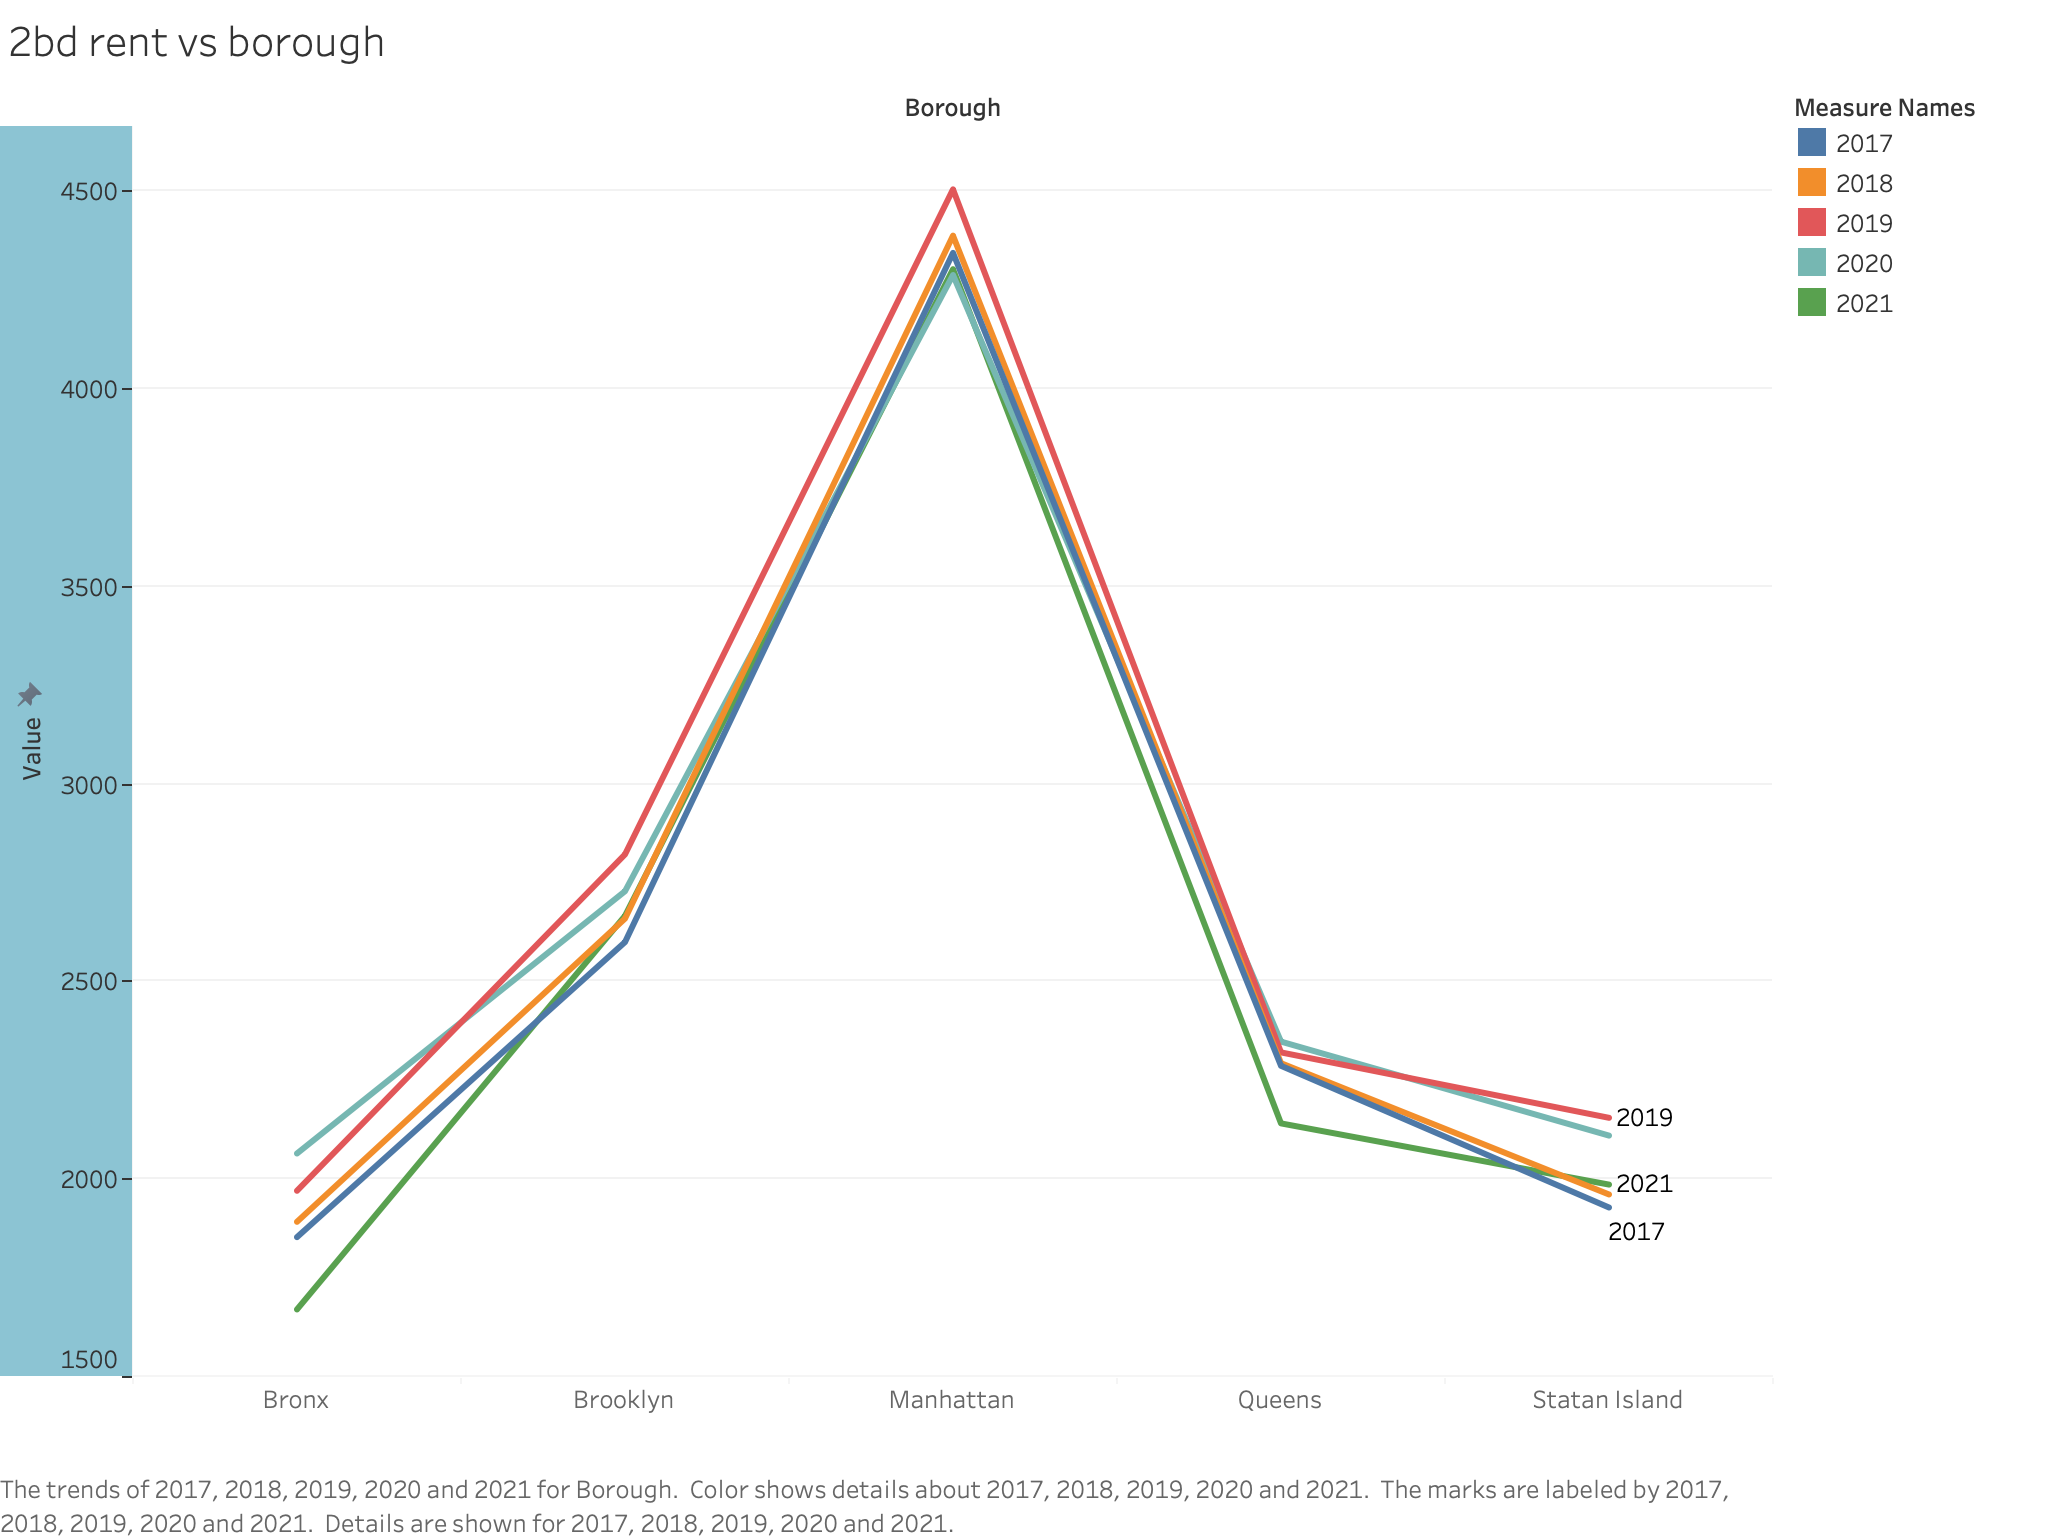 2bd rent vs borough
Borough
Measure Names
2017
2018
2019
2020
2021
4500
4000
3500
3000
2500
2000
1500
Value
2019
2021
2017
Bronx
Brooklyn
Manhattan
Queens
Statan Island
The trends of 2017, 2018, 2019, 2020 and 2021 for Borough.  Color shows details about 2017, 2018, 2019, 2020 and 2021.  The marks are labeled by 2017,
2018, 2019, 2020 and 2021.  Details are shown for 2017, 2018, 2019, 2020 and 2021.